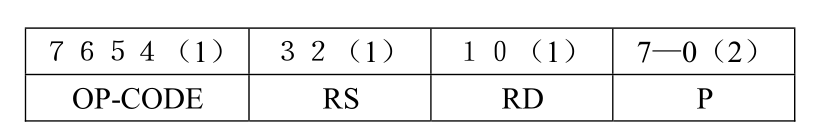 7 6 5 4（1） 3 2（1） 1 0（1） 7—0（2）
OP-CODE RS RD P